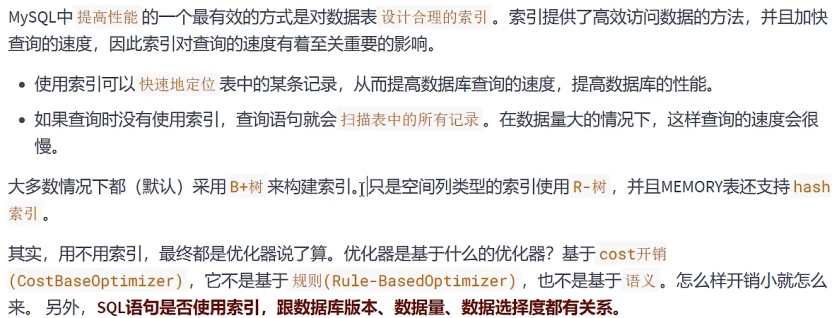 MySQL中提高性能的一个最有效的方式是对数据表设计合理的索引。索引提供了高效访问数据的方法，并且加快
查询的速度，因此索引对查询的速度有着至关重要的影响。
• 使用索引可以快速地定位表中的某条记录，从而提高数据库查询的速度，提高数据库的性能。
• 如果查询时没有使用索引，查询语句就会扫描表中的所有记录。在数据量大的情况下，这样查询的速度会很
慢。
大多数情况下都（默认）采用B+树来构建索引。只是空间列类型的索引使用R-树，并且MEMORY表还支持hash
索引。
其实，用不用索引，最终都是优化器说了算。优化器是基于什么的优化器？基于cost开销
(CostBaseOptimizer)，它不是基于规则(Rule-BasedOptimizer)，也不是基于语义。怎么样开销小就怎么
来。 另外，SQL语句是否使用索引，跟数据库版本、数据量、数据选择度都有关系。